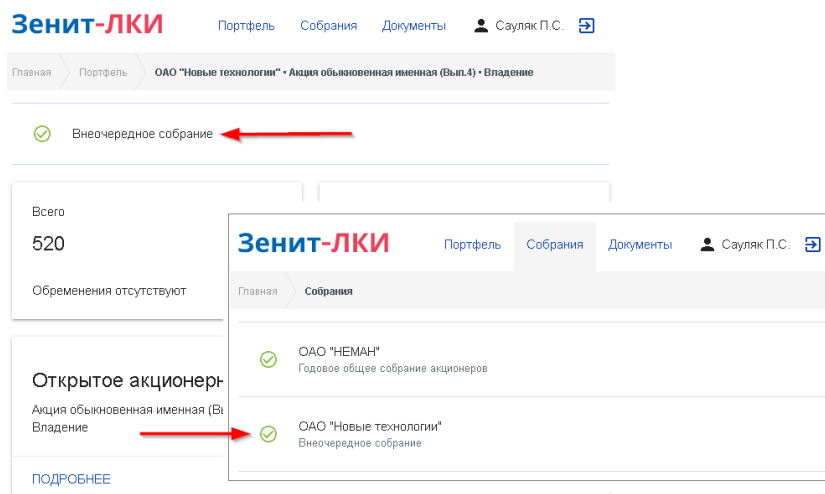 Зенит-ЛКИ Портфель Собрания Документы Сауляк П.С.
Главная Портфель ОАО "Новые технологии" • Акция обыкновенная именная (Вып.4) • Владение
Внеочередное собрание
Всего
520
Обременения отсутствуют
Открытое акционерн
Акция обыкновенная именная (Вы
Владение
ПОДРОБНЕЕ
Зенит-ЛКИ Портфель Собрания Документы Сауляк П.С.
Главная Собрания
ОАО "НЕМАН"
Годовое общее собрание акционеров
ОАО "Новые технологии"
Внеочередное собрание